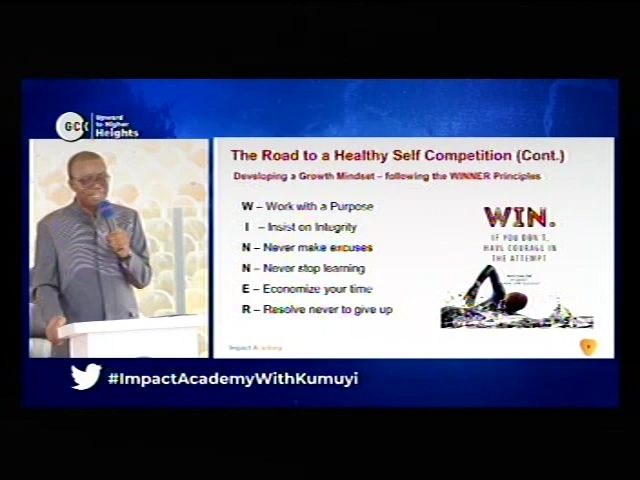 GCK
Upward
to Higher
Heights
The Road to a Healthy Self Competition (Cont.)
Developing a Growth Mindset – following the WINNER Principles
W – Work with a Purpose
I – Insist on Integrity
N – Never make excuses
N – Never stop learning
E – Economize your time
R – Resolve never to give up
WIN.
IF YOU DON'T,
HAVE COURAGE IN
THE ATTEMPT
Impact Academy
#ImpactAcademyWithKumuyi